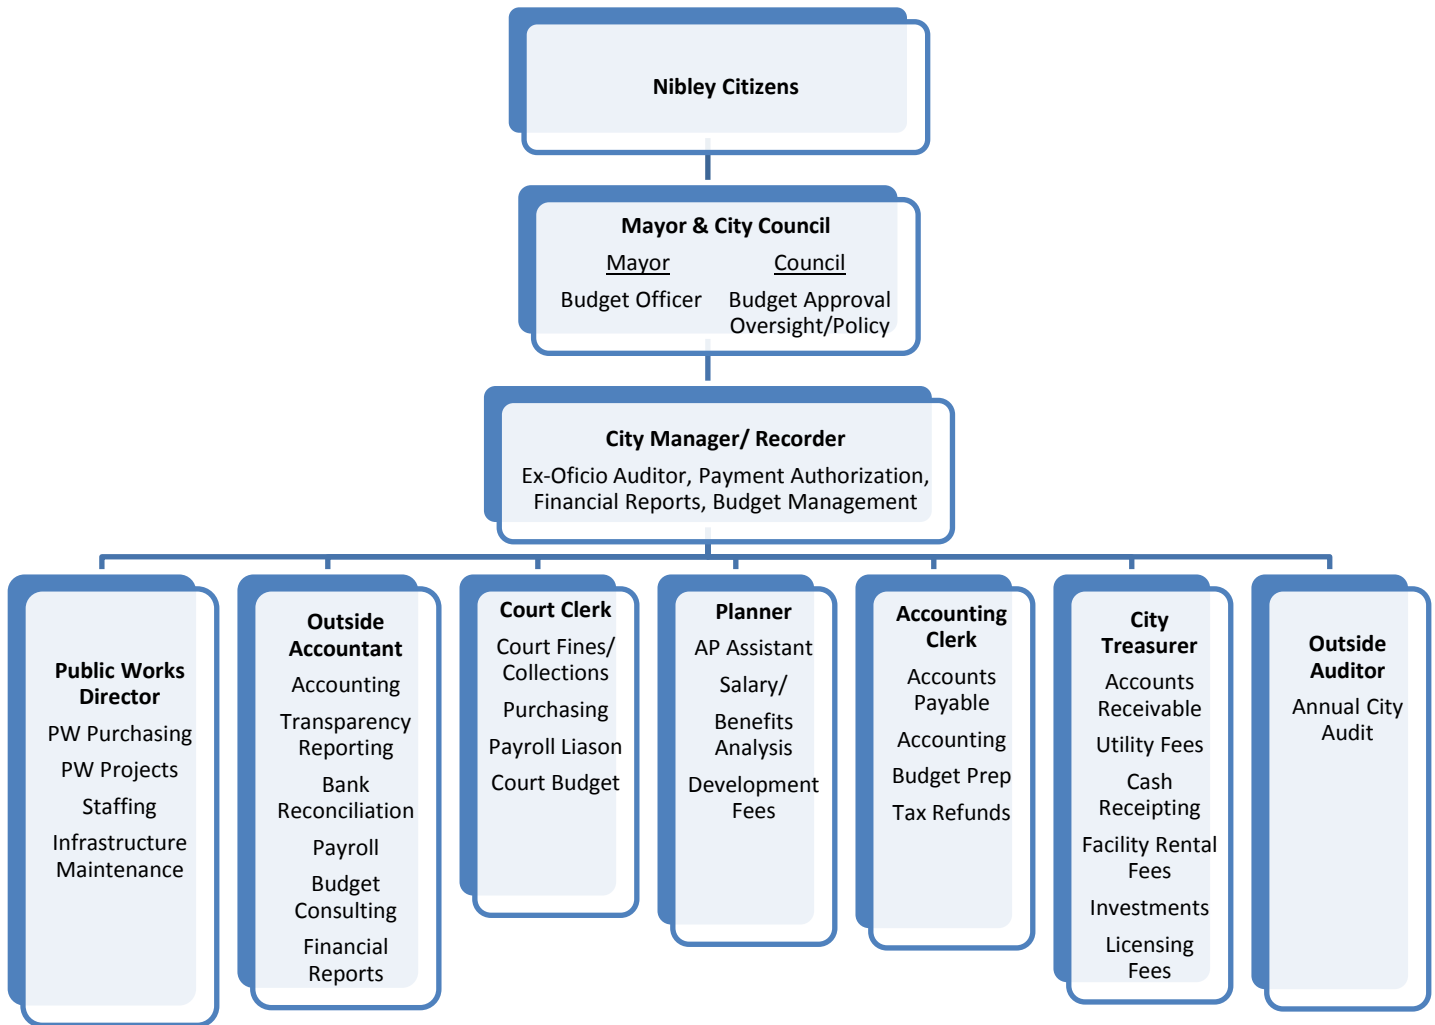 Nibley Citizens
Mayor & City Council
Mayor
Budget Officer
Council
Budget Approval
Oversight/Policy
City Manager/ Recorder
Ex-Oficio Auditor, Payment Authorization,
Financial Reports, Budget Management
Public Works
Director
PW Purchasing
PW Projects
Staffing
Infrastructure
Maintenance
Outside
Accountant
Accounting
Transparency
Reporting
Bank
Reconciliation
Payroll
Budget
Consulting
Financial
Reports
Court Clerk
Court Fines/
Collections
Purchasing
Payroll Liason
Court Budget
Planner
AP Assistant
Salary/
Benefits
Analysis
Development
Fees
Accounting
Clerk
Accounts
Payable
Accounting
Budget Prep
Tax Refunds
City
Treasurer
Accounts
Receivable
Utility Fees
Cash
Receipting
Facility Rental
Fees
Investments
Licensing
Fees
Outside
Auditor
Annual City
Audit